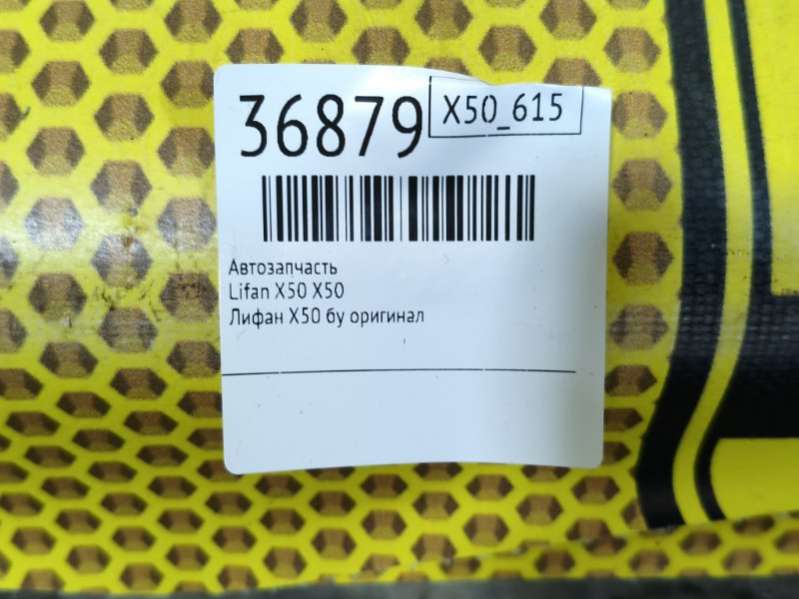 36879
X50_615
Автозапчасть
Lifan X50 X50
Лифан X50 бу оригинал